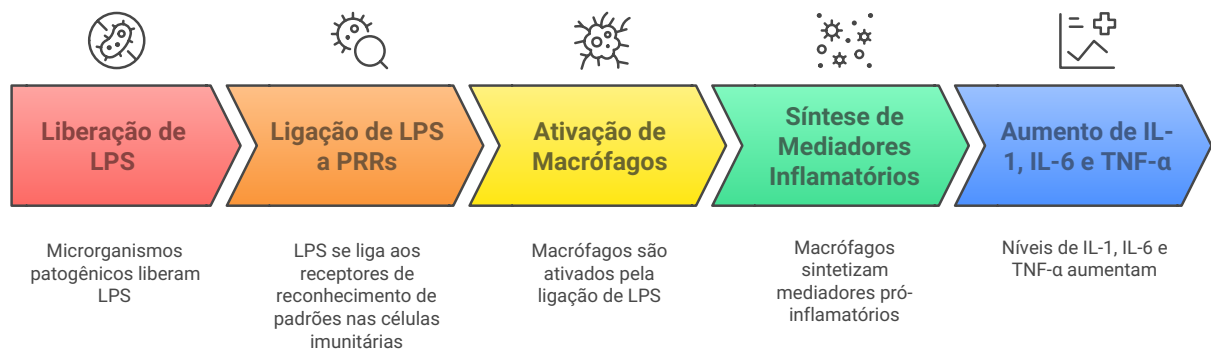 Liberação de
LPS
Ligação de LPS
a PRRs
Ativação de
Macrófagos
Síntese de
Mediadores
Inflamatórios
Aumento de IL-
1, IL-6 e TNF-α
Microrganismos
patogênicos liberam
LPS
LPS se liga aos
receptores de
reconhecimento de
padrões nas células
imunitárias
Macrófagos são
ativados pela
ligação de LPS
Macrófagos
sintetizam
mediadores pró-
inflamatórios
Níveis de IL-1, IL-6 e
TNF-α aumentam